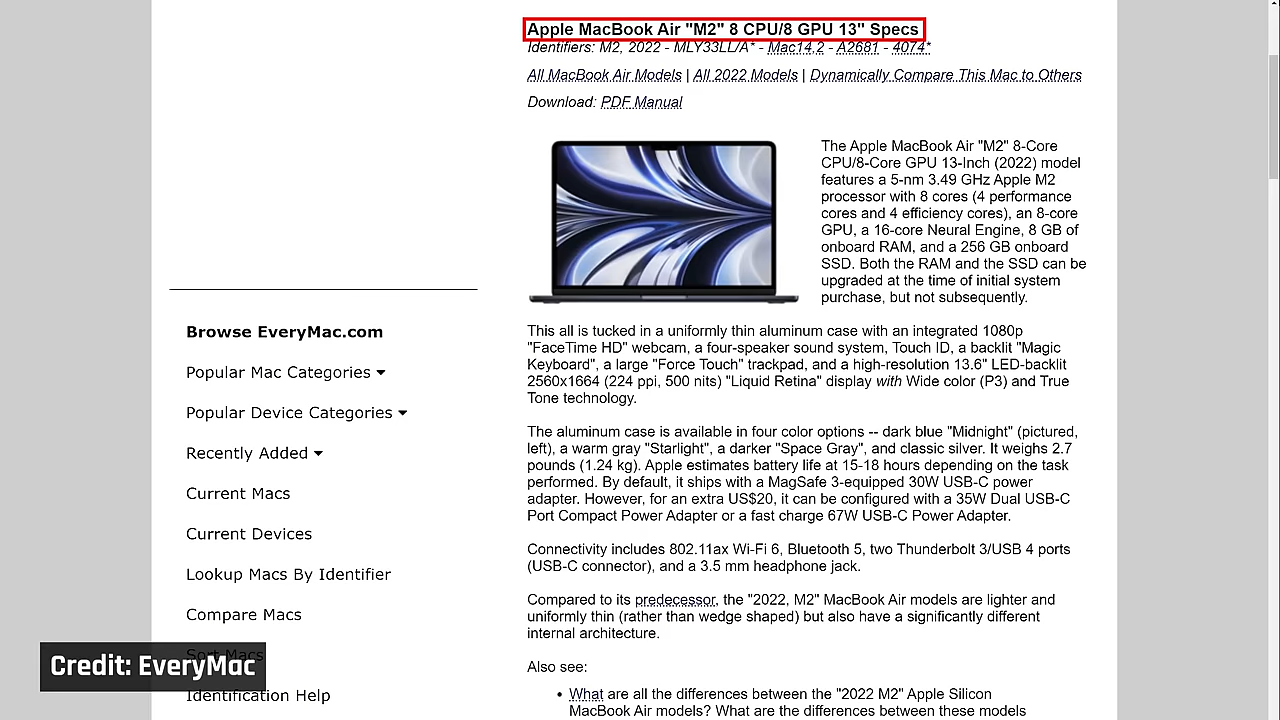 Apple MacBook Air "M2" 8 CPU/8 GPU 13" Specs
Identifiers: M2, 2022 - MLY33LL/A* - Mac14,2 - A2681 - 4074*
All MacBook Air Models | All 2022 Models | Dynamically Compare This Mac to Others
Download: PDF Manual
The Apple MacBook Air "M2" 8-Core
CPU/8-Core GPU 13-Inch (2022) model
features a 5-nm 3.49 GHz Apple M2
processor with 8 cores (4 performance
cores and 4 efficiency cores), an 8-core
GPU, a 16-core Neural Engine, 8 GB of
onboard RAM, and a 256 GB onboard
SSD. Both the RAM and the SSD can be
upgraded at the time of initial system
purchase, but not subsequently.
This all is tucked in a uniformly thin aluminum case with an integrated 1080p
"FaceTime HD" webcam, a four-speaker sound system, Touch ID, a backlit "Magic
Keyboard", a large "Force Touch" trackpad, and a high-resolution 13.6" LED-backlit
2560x1664 (224 ppi, 500 nits) "Liquid Retina" display with Wide color (P3) and True
Tone technology.
The aluminum case is available in four color options -- dark blue "Midnight" (pictured,
left), a warm gray "Starlight", a darker "Space Gray", and classic silver. It weighs 2.7
pounds (1.24 kg). Apple estimates battery life at 15-18 hours depending on the task
performed. By default, it ships with a MagSafe 3-equipped 30W USB-C power
adapter. However, for an extra US$20, it can be configured with a 35W Dual USB-C
Port Compact Power Adapter or a fast charge 67W USB-C Power Adapter.
Connectivity includes 802.11ax Wi-Fi 6, Bluetooth 5, two Thunderbolt 3/USB 4 ports
(USB-C connector), and a 3.5 mm headphone jack.
Compared to its predecessor, the "2022, M2" MacBook Air models are lighter and
uniformly thin (rather than wedge shaped) but also have a significantly different
internal architecture.
Also see:
• What are all the differences between the "2022 M2" Apple Silicon
MacBook Air models? What are the differences between these models
Browse EveryMac.com
Popular Mac Categories
Popular Device Categories
Recently Added
Current Macs
Current Devices
Lookup Macs By Identifier
Compare Macs
Sort Macs
Identification Help
Credit: EveryMac